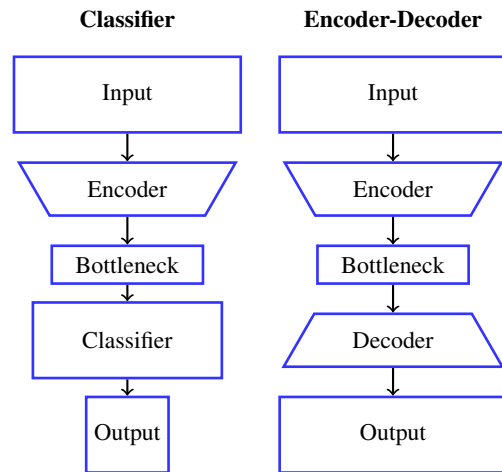 Classifier
Input
Encoder
Bottleneck
Classifier
Output
Encoder-Decoder
Input
Encoder
Bottleneck
Decoder
Output